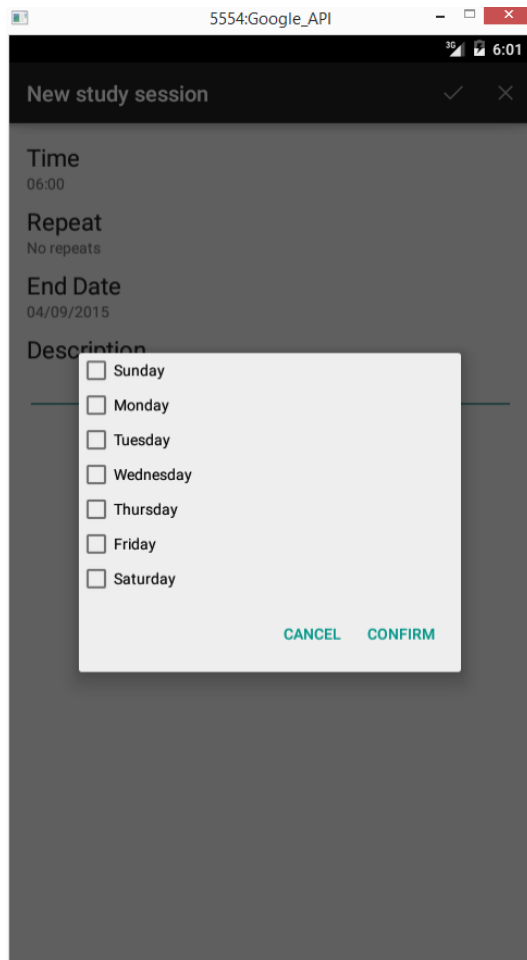 5554:Google_API
3G 6:01
New study session
Time
06:00
Repeat
No repeats
End Date
04/09/2015
Description
Sunday
Monday
Tuesday
Wednesday
Thursday
Friday
Saturday
CANCEL CONFIRM